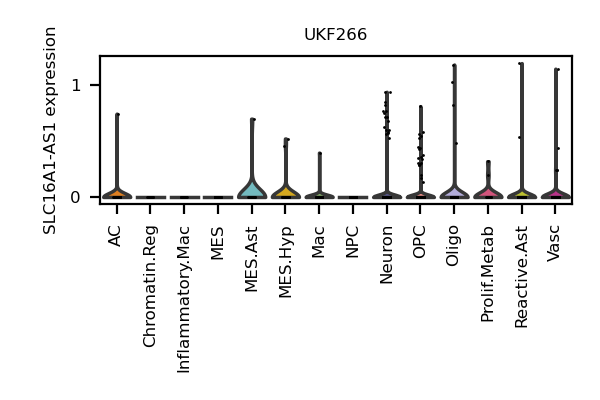 UKF266
SLC16A1-AS1 expression
1
0
AC
Chromatin.Reg
Inflammatory.Mac
MES
MES.Ast
MES.Hyp
Mac
NPC
Neuron
OPC
Oligo
Prolif.Metab
Reactive.Ast
Vasc